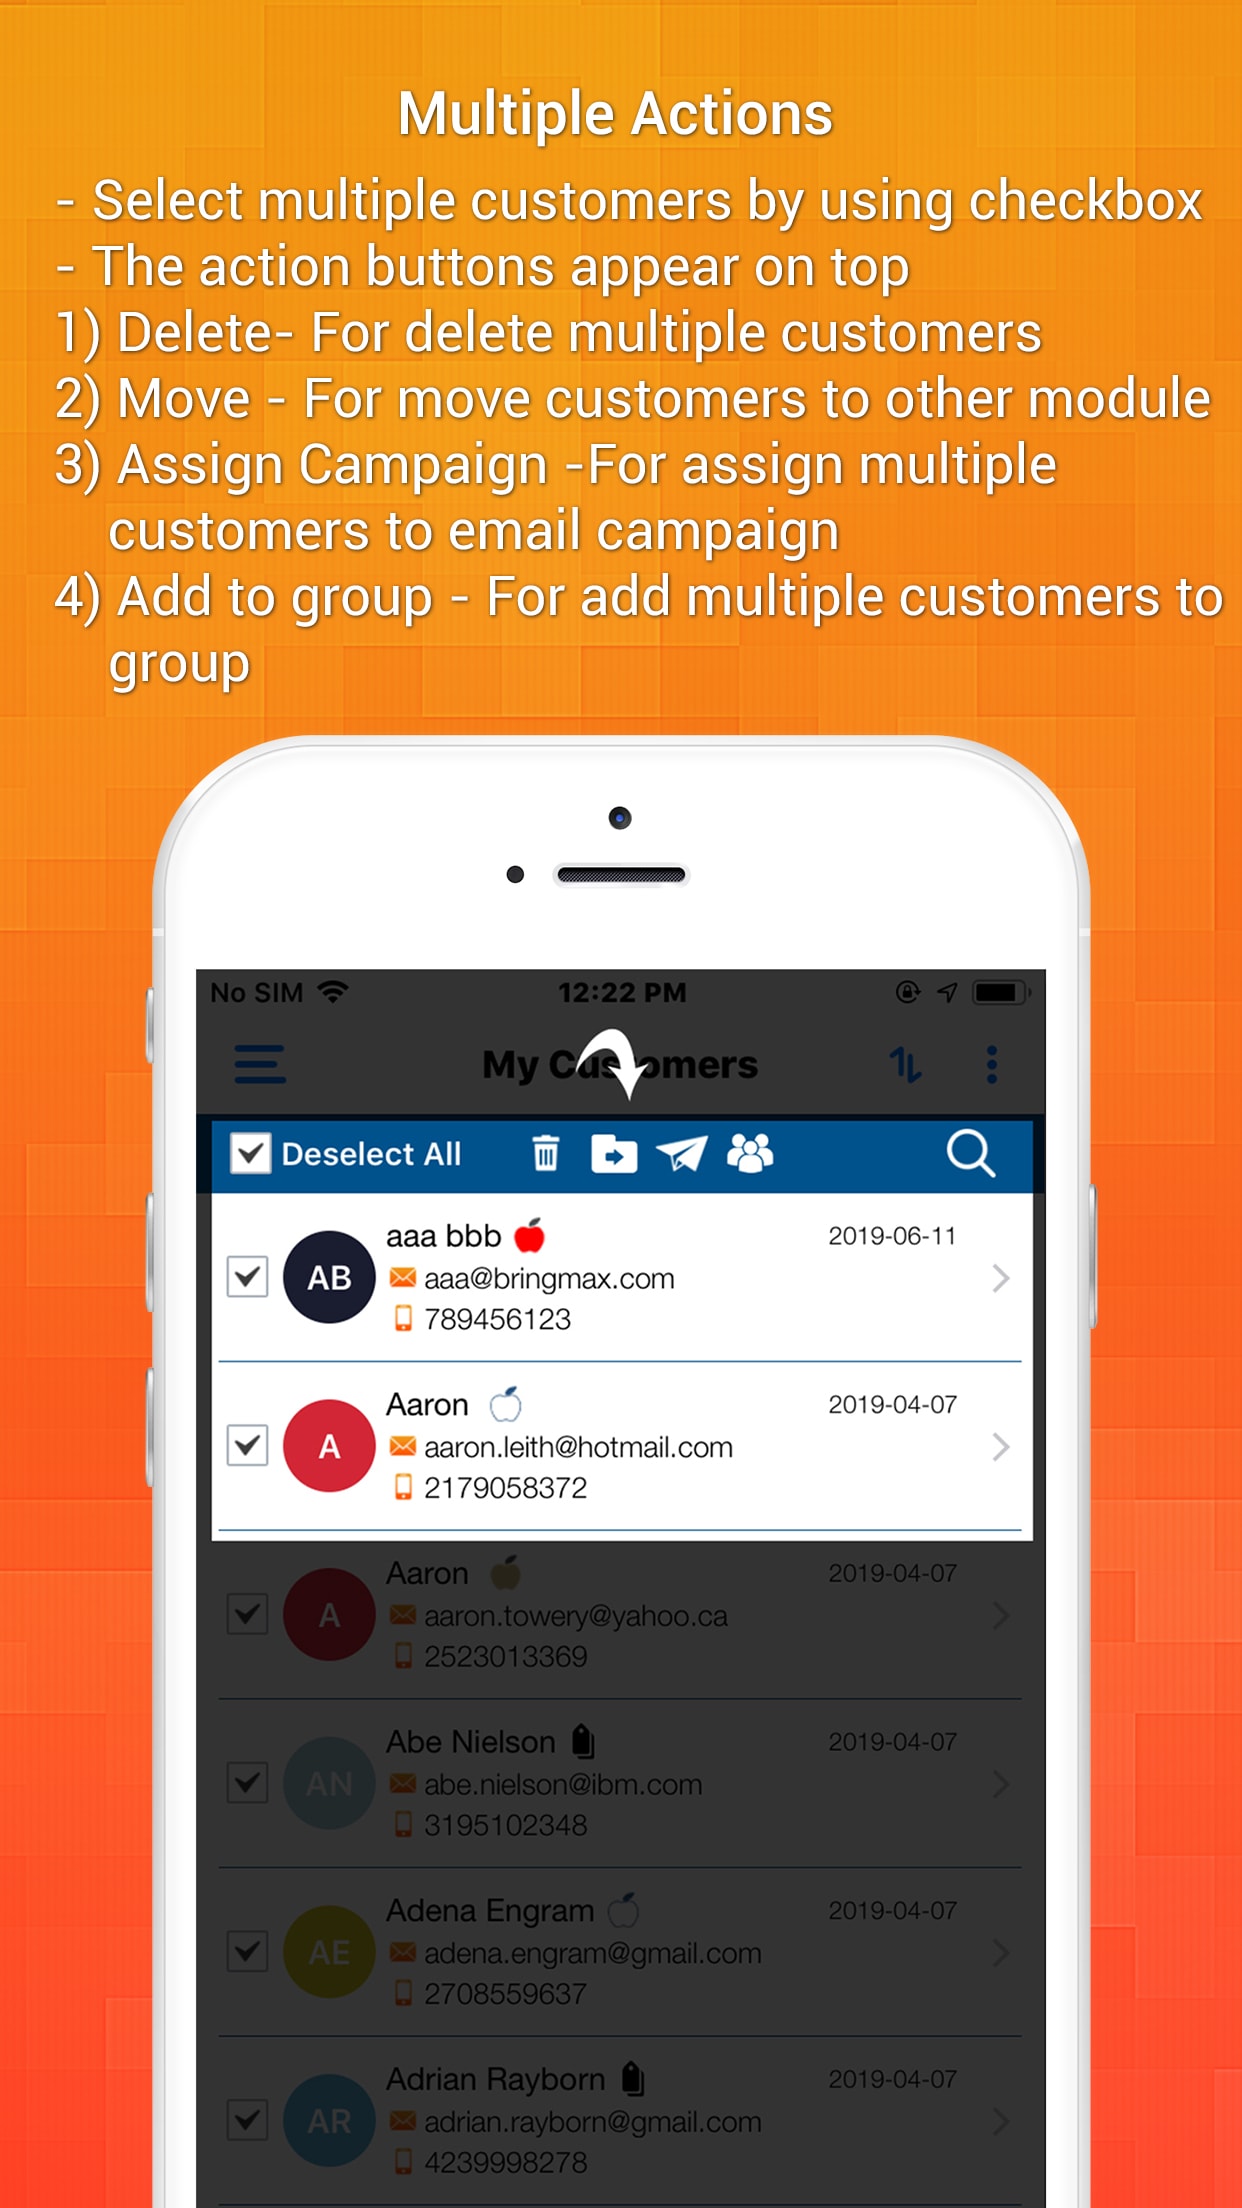 Multiple Actions
- Select multiple customers by using checkbox
- The action buttons appear on top
1) Delete- For delete multiple customers
2) Move - For move customers to other module
3) Assign Campaign -For assign multiple
customers to email campaign
4) Add to group - For add multiple customers to
group
No SIM 12:22 PM
My Customers
Deselect All
aaa bbb 2019-06-11
AB
aaa@bringmax.com
789456123
Aaron 2019-04-07
A
aaron.leith@hotmail.com
2179058372
Aaron 2019-04-07
A
aaron.towery@yahoo.ca
2523013369
Abe Nielson 2019-04-07
AN
abe.nielson@ibm.com
3195102348
Adena Engram 2019-04-07
AE
adena.engram@gmail.com
2708559637
Adrian Rayborn 2019-04-07
AR
adrian.rayborn@gmail.com
4239998278